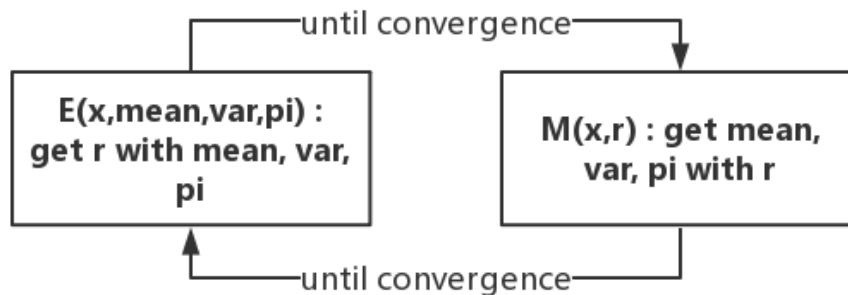 until convergence
E(x,mean,var,pi) :
get r with mean, var,
pi
M(x,r) : get mean,
var, pi with r
until convergence